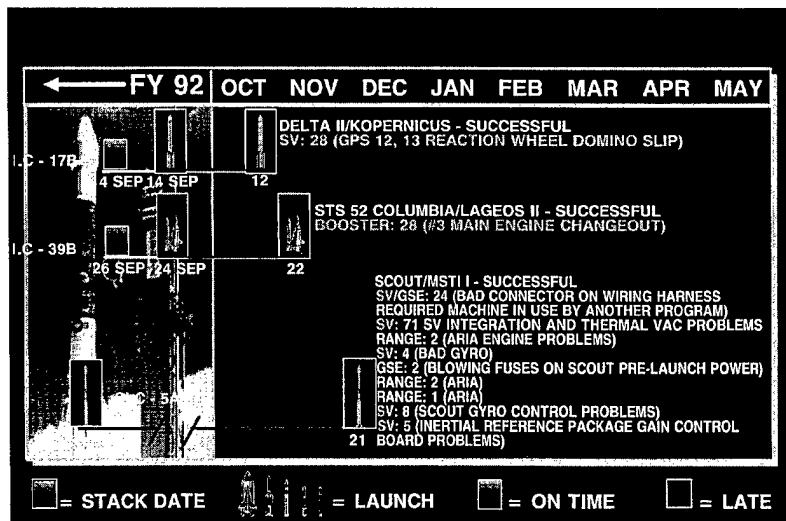 FY 92 OCT NOV DEC JAN FEB MAR APR MAY
DELTA II/KOPERNICUS - SUCCESSFUL
SV: 28 (GPS 12, 13 REACTION WHEEL DOMINO SLIP)
LC - 17B
4 SEP 14 SEP 12
STS 52 COLUMBIA/LAGEOS II - SUCCESSFUL
BOOSTER: 28 (#3 MAIN ENGINE CHANGEOUT)
LC - 39B
26 SEP 24 SEP 22
SCOUT/MSTI I - SUCCESSFUL
SV/GSE: 24 (BAD CONNECTOR ON WIRING HARNESS
REQUIRED MACHINE IN USE BY ANOTHER PROGRAM)
SV: 71 SV INTEGRATION AND THERMAL VAC PROBLEMS
RANGE: 2 (ARIA ENGINE PROBLEMS)
SV: 4 (BAD GYRO)
GSE: 2 (BLOWING FUSES ON SCOUT PRE-LAUNCH POWER)
RANGE: 2 (ARIA)
RANGE: 1 (ARIA)
SV: 8 (SCOUT GYRO CONTROL PROBLEMS)
SV: 5 (INERTIAL REFERENCE PACKAGE GAIN CONTROL
BOARD PROBLEMS)
21
= STACK DATE = LAUNCH = ON TIME = LATE